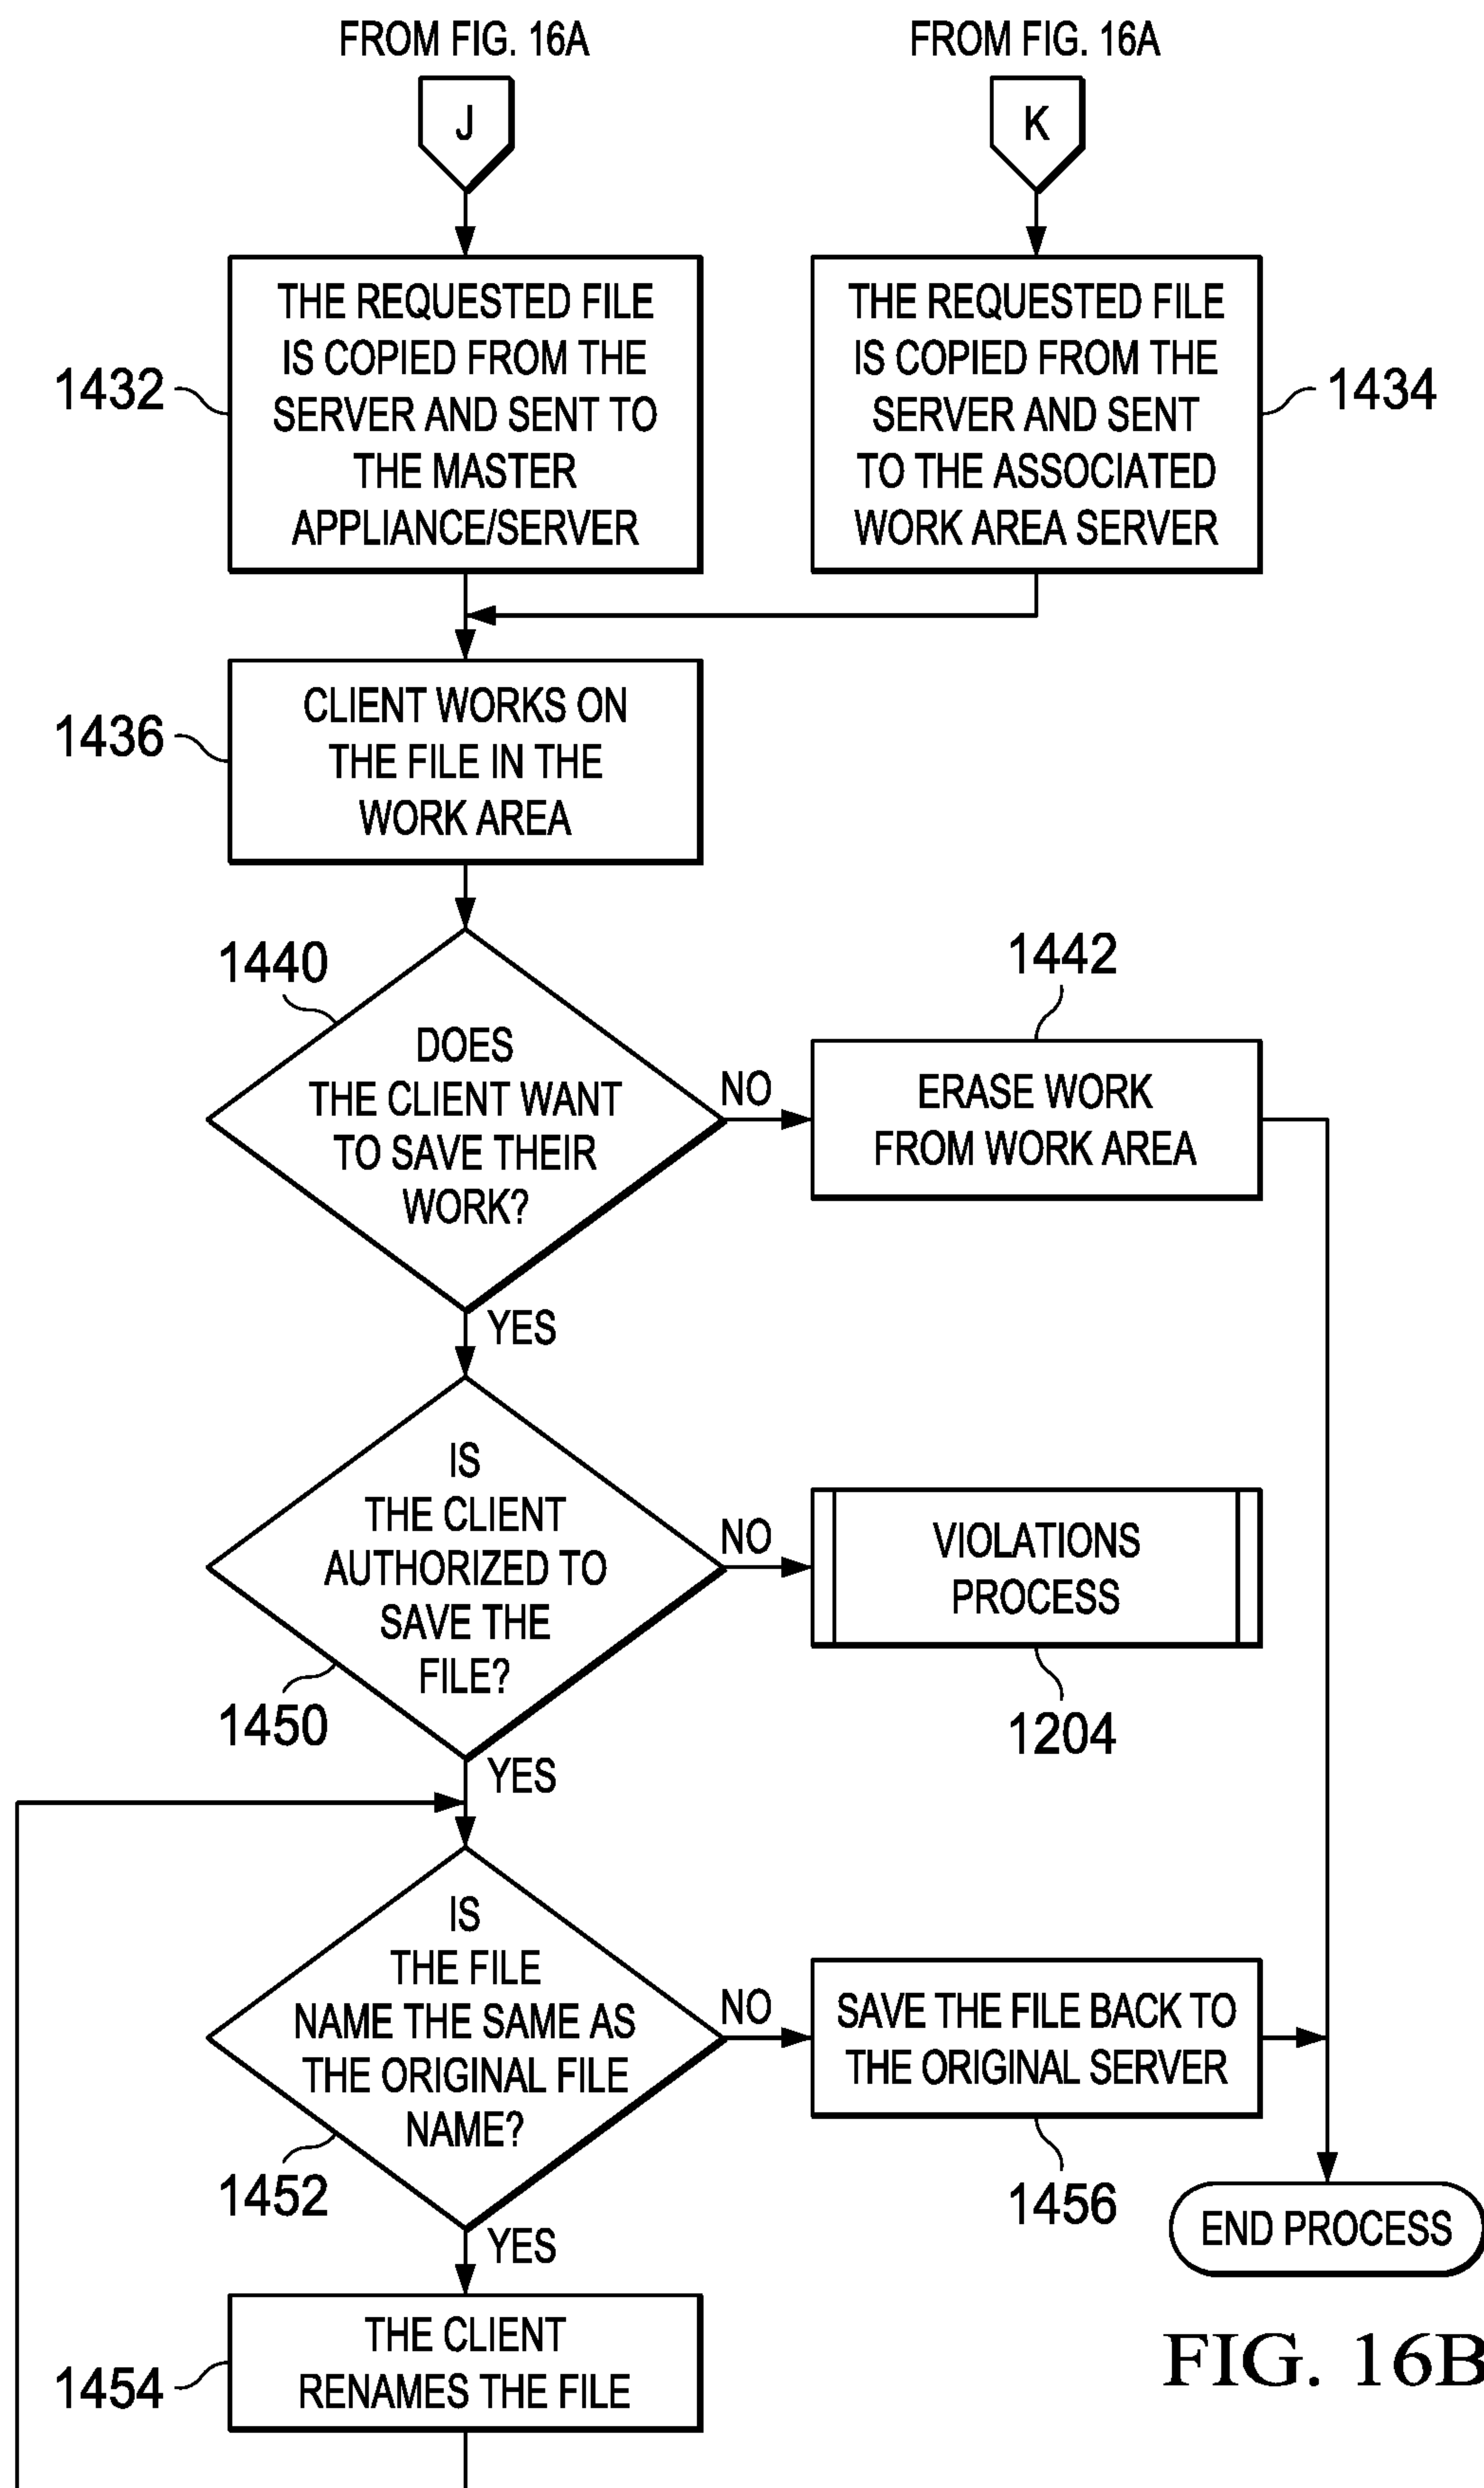 FROM FIG. 16A
FROM FIG. 16A
J
K
THE REQUESTED FILE
IS COPIED FROM THE
SERVER AND SENT TO
THE MASTER
APPLIANCE/SERVER
1432
THE REQUESTED FILE
IS COPIED FROM THE
SERVER AND SENT
TO THE ASSOCIATED
WORK AREA SERVER
1434
CLIENT WORKS ON
THE FILE IN THE
WORK AREA
1436
1440
DOES
THE CLIENT WANT
TO SAVE THEIR
WORK?
NO
1442
ERASE WORK
FROM WORK AREA
YES
IS
THE CLIENT
AUTHORIZED TO
SAVE THE
FILE?
1450
NO
VIOLATIONS
PROCESS
1204
YES
IS
THE FILE
NAME THE SAME AS
THE ORIGINAL FILE
NAME?
1452
NO
SAVE THE FILE BACK TO
THE ORIGINAL SERVER
1456
END PROCESS
YES
THE CLIENT
RENAMES THE FILE
1454
FIG. 16B